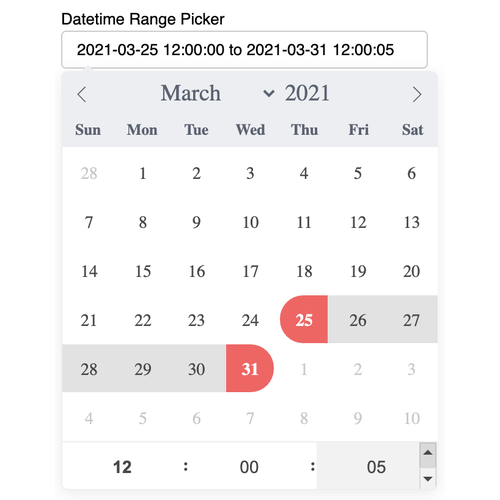 Datetime Range Picker
2021-03-25 12:00:00 to 2021-03-31 12:00:05
March 2021
Sun Mon Tue Wed Thu Fri Sat
28 1 2 3 4 5 6
7 8 9 10 11 12 13
14 15 16 17 18 19 20
21 22 23 24 25 26 27
28 29 30 31 1 2 3
4 5 6 7 8 9 10
12 : 00 : 05